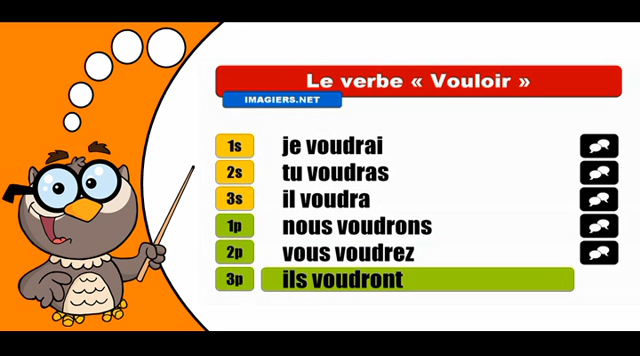 Le verbe « Vouloir »
IMAGIERS.NET
1s je voudrai
2s tu voudras
3s il voudra
1p nous voudrons
2p vous voudrez
3p ils voudront